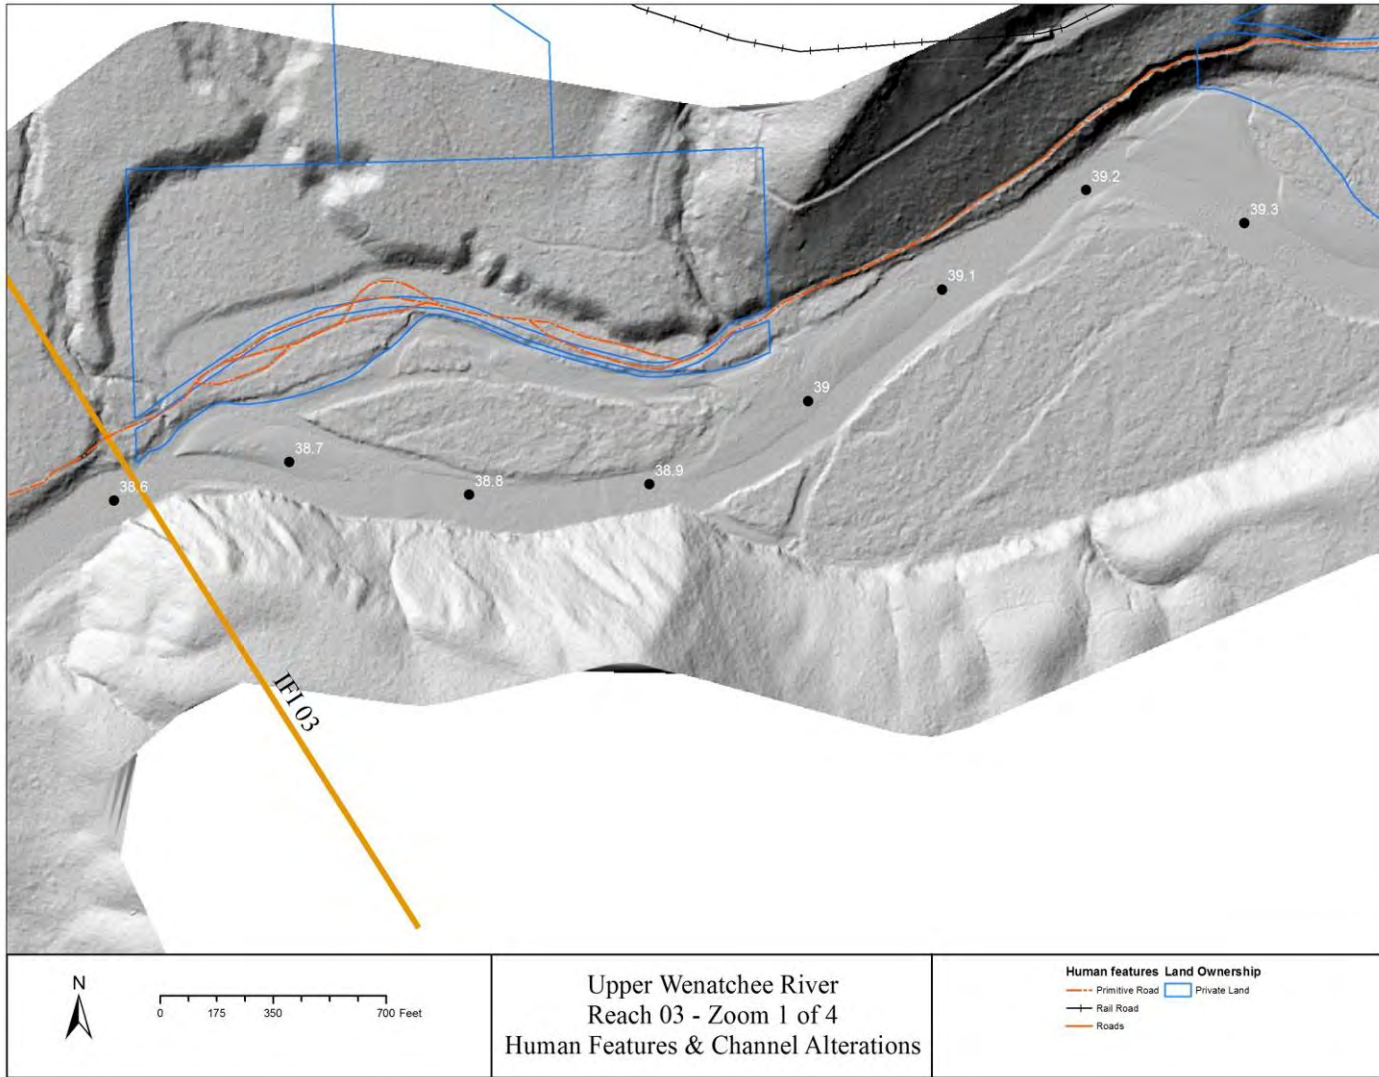 39.2
39.3
39.1
39
38.7
38.8
38.9
38.6
IFI 03
N
0 175 350 700 Feet
Upper Wenatchee River
Reach 03 - Zoom 1 of 4
Human Features & Channel Alterations
Human features Land Ownership
Primitive Road Private Land
Rail Road
Roads